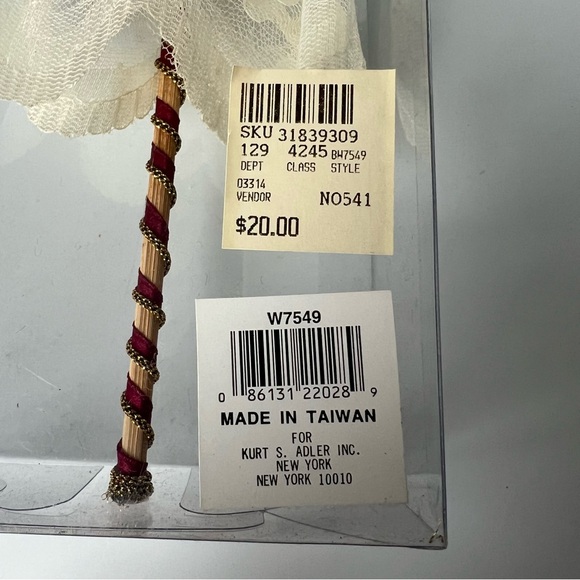 SKU 31839309
129 4245 BW7549
DEPT CLASS STYLE
03314
VENDOR NO541
$20.00
W7549
0 86131 22028 9
MADE IN TAIWAN
FOR
KURT S. ADLER INC.
NEW YORK
NEW YORK 10010